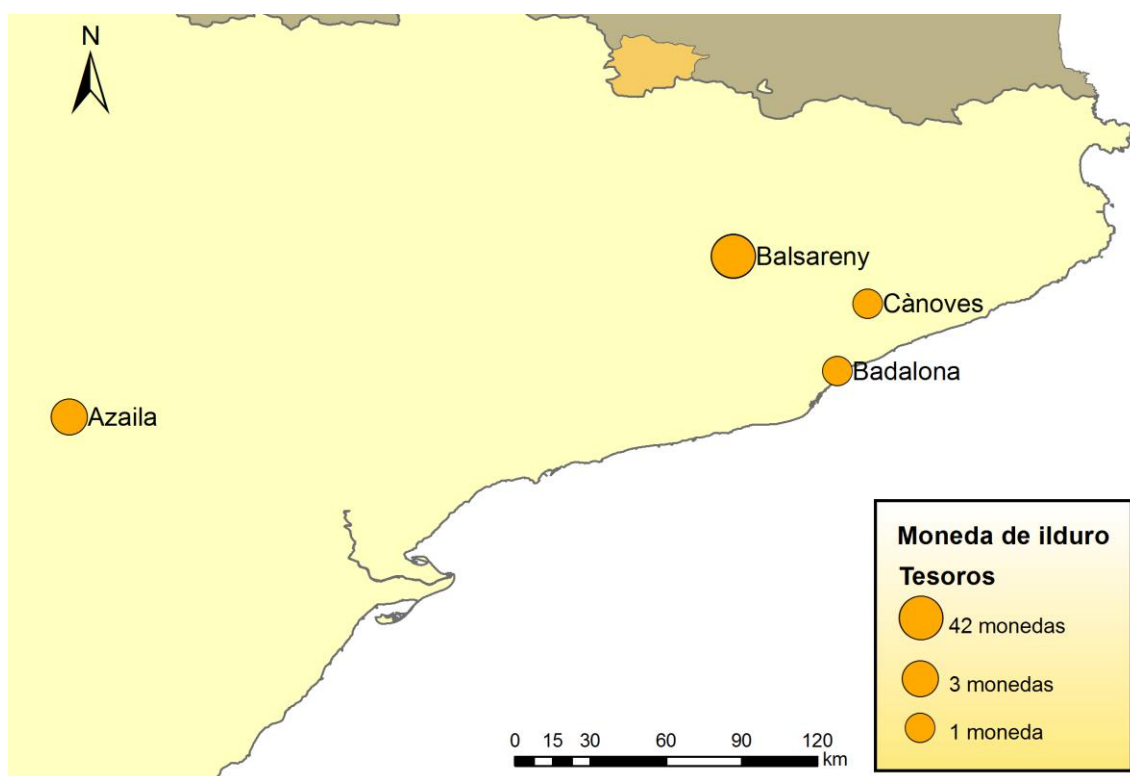 N
Balsareny
Cànoves
Badalona
Azaila
Moneda de ilduro
Tesoros
42 monedas
3 monedas
1 moneda
0 15 30 60 90 120
km